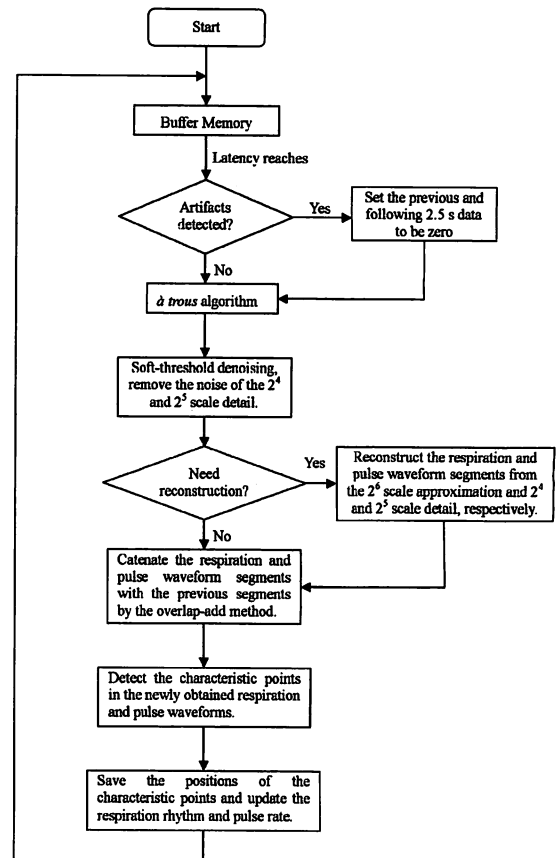 Start
Buffer Memory
Latency reaches
Artifacts
detected?
Yes
Set the previous and
following 2.5 s data
to be zero
No
à trous algorithm
Soft-threshold denoising,
remove the noise of the 2⁴
and 2⁵ scale detail.
Need
reconstruction?
Yes
Reconstruct the respiration and
pulse waveform segments from
the 2⁶ scale approximation and 2⁴
and 2⁵ scale detail, respectively.
No
Catenate the respiration and
pulse waveform segments
with the previous segments
by the overlap-add method.
Detect the characteristic points
in the newly obtained respiration
and pulse waveforms.
Save the positions of the
characteristic points and update the
respiration rhythm and pulse rate.